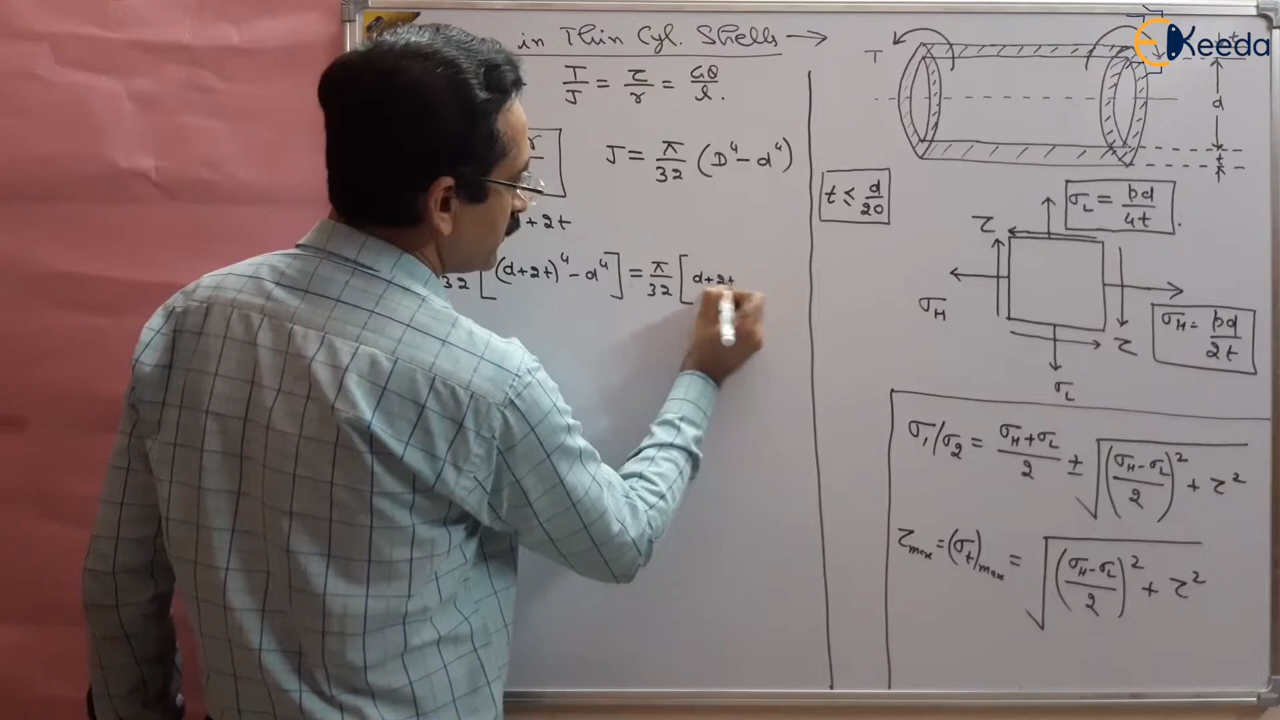 in Thin Cyl. Shells →
T/J = τ/r = Gθ/l.
J = π/32 (D⁴ - d⁴)
d + 2t
32 [(d+2t)⁴ - d⁴] = π/32 [d+2t
EKeeda
T
t
d
t
t ≤ d/20
σL = pd/4t.
τ
σH
σH = pd/2t
τ
σL
σ1/σ2 = σH+σL/2 ± √(σH-σL/2)² + τ²
τmax = (σt)max = √(σH-σL/2)² + τ²